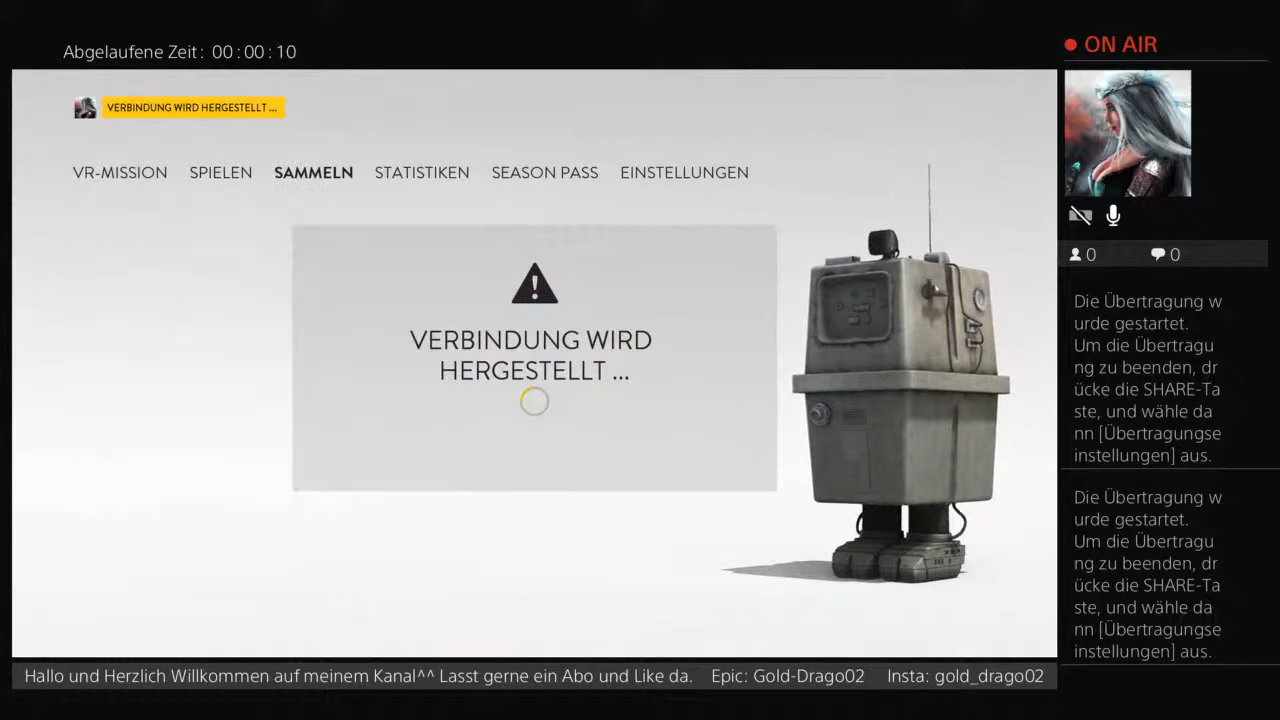 Abgelaufene Zeit: 00:00:10
ON AIR
VERBINDUNG WIRD HERGESTELLT ...
VR-MISSION SPIELEN SAMMELN STATISTIKEN SEASON PASS EINSTELLUNGEN
VERBINDUNG WIRD
HERGESTELLT ...
0 0
Die Übertragung w
urde gestartet.
Um die Übertragu
ng zu beenden, dr
ücke die SHARE-Ta
ste, und wähle da
nn [Übertragungse
instellungen] aus.
Die Übertragung w
urde gestartet.
Um die Übertragu
ng zu beenden, dr
ücke die SHARE-Ta
ste, und wähle da
nn [Übertragungse
instellungen] aus.
Hallo und Herzlich Willkommen auf meinem Kanal^^ Lasst gerne ein Abo und Like da. Epic: Gold-Drago02 Insta: gold_drago02